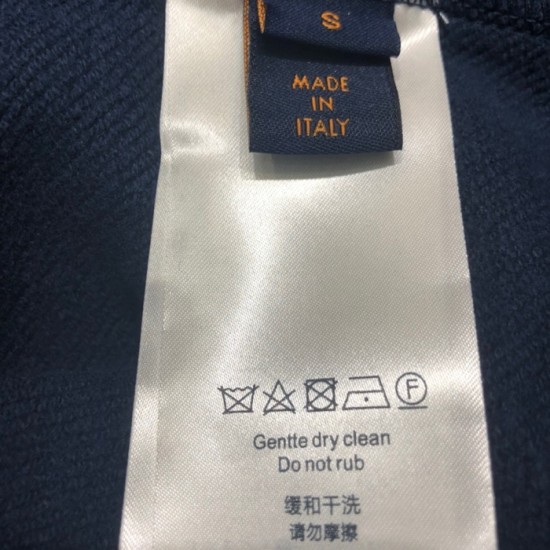 S
MADE
IN
ITALY
F
Gentte dry clean
Do not rub
缓和干洗
请勿摩擦